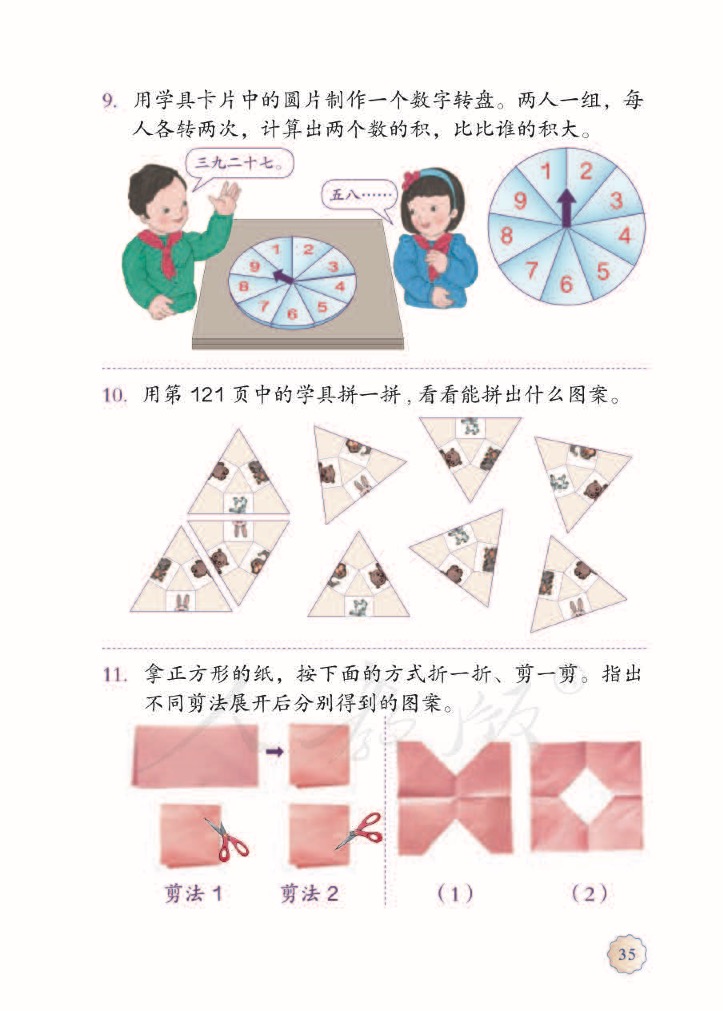 9. 用学具卡片中的圆片制作一个数字转盘。两人一组，每
人各转两次，计算出两个数的积，比比谁的积大。
三九二十七。
五八……
1 2 3 4 5 6 7 8 9
1 2 3 4 5 6 7 8 9
10. 用第 121 页中的学具拼一拼，看看能拼出什么图案。
11. 拿正方形的纸，按下面的方式折一折、剪一剪。指出
不同剪法展开后分别得到的图案。
剪法 1 剪法 2 （1） （2）
35